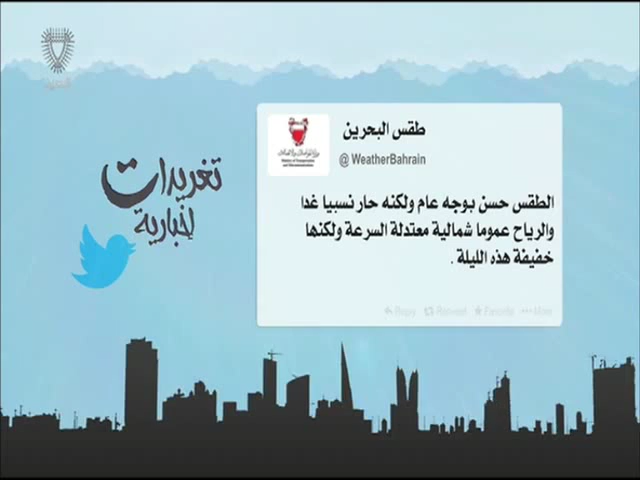 طقس البحرين
@ WeatherBahrain
تغريدات
إخبارية
الطقس حسن بوجه عام ولكنه حار نسبيا غدا
والرياح عموما شمالية معتدلة السرعة ولكنها
خفيفة هذه الليلة .
Reply Retweet Favorite More